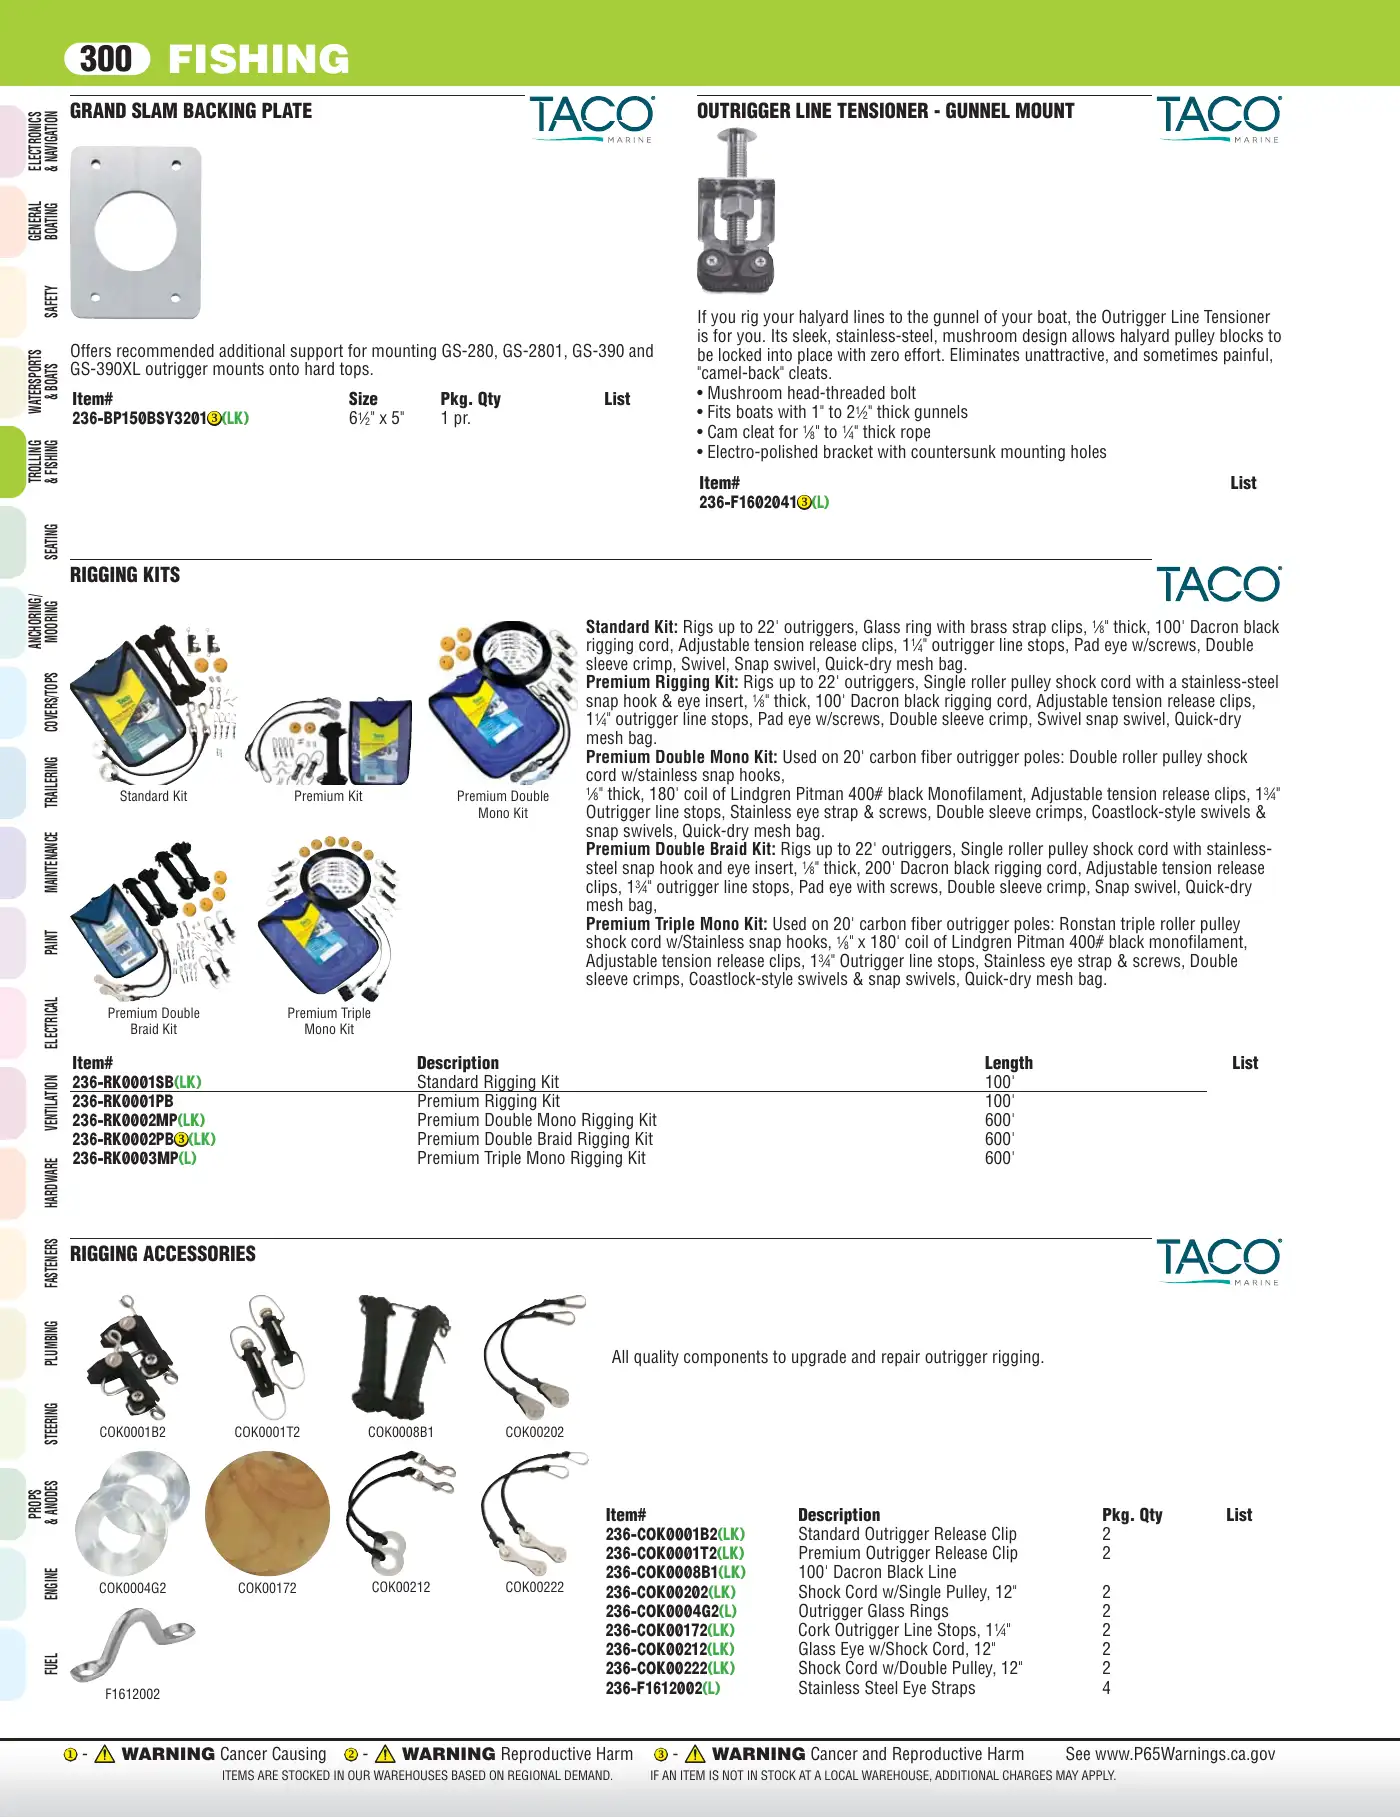 300 FISHING
ELECTRONICS
& NAVIGATION
GENERAL
BOATING
SAFETY
WATERSPORTS
& BOATS
TROLLING
& FISHING
SEATING
ANCHORING/
MOORING
COVERS/TOPS
TRAILERING
MAINTENANCE
PAINT
ELECTRICAL
VENTILATION
HARDWARE
FASTENERS
PLUMBING
STEERING
PROPS
& ANODES
ENGINE
FUEL
GRAND SLAM BACKING PLATE
TACO®
MARINE
Offers recommended additional support for mounting GS-280, GS-2801, GS-390 and
GS-390XL outrigger mounts onto hard tops.
Item# Size Pkg. Qty List
236-BP150BSY3201 3 (LK) 6½" x 5" 1 pr.
OUTRIGGER LINE TENSIONER - GUNNEL MOUNT
TACO®
MARINE
If you rig your halyard lines to the gunnel of your boat, the Outrigger Line Tensioner
is for you. Its sleek, stainless-steel, mushroom design allows halyard pulley blocks to
be locked into place with zero effort. Eliminates unattractive, and sometimes painful,
"camel-back" cleats.
• Mushroom head-threaded bolt
• Fits boats with 1" to 2½" thick gunnels
• Cam cleat for ⅛" to ¼" thick rope
• Electro-polished bracket with countersunk mounting holes
Item# List
236-F1602041 3 (L)
RIGGING KITS
TACO®
Standard Kit
Premium Kit
Premium Double
Mono Kit
Premium Double
Braid Kit
Premium Triple
Mono Kit
Standard Kit: Rigs up to 22' outriggers, Glass ring with brass strap clips, ⅛" thick, 100' Dacron black
rigging cord, Adjustable tension release clips, 1¼" outrigger line stops, Pad eye w/screws, Double
sleeve crimp, Swivel, Snap swivel, Quick-dry mesh bag.
Premium Rigging Kit: Rigs up to 22' outriggers, Single roller pulley shock cord with a stainless-steel
snap hook & eye insert, ⅛" thick, 100' Dacron black rigging cord, Adjustable tension release clips,
1¼" outrigger line stops, Pad eye w/screws, Double sleeve crimp, Swivel snap swivel, Quick-dry
mesh bag.
Premium Double Mono Kit: Used on 20' carbon fiber outrigger poles: Double roller pulley shock
cord w/stainless snap hooks,
⅛" thick, 180' coil of Lindgren Pitman 400# black Monofilament, Adjustable tension release clips, 1¾"
Outrigger line stops, Stainless eye strap & screws, Double sleeve crimps, Coastlock-style swivels &
snap swivels, Quick-dry mesh bag.
Premium Double Braid Kit: Rigs up to 22' outriggers, Single roller pulley shock cord with stainless-
steel snap hook and eye insert, ⅛" thick, 200' Dacron black rigging cord, Adjustable tension release
clips, 1¾" outrigger line stops, Pad eye with screws, Double sleeve crimp, Snap swivel, Quick-dry
mesh bag,
Premium Triple Mono Kit: Used on 20' carbon fiber outrigger poles: Ronstan triple roller pulley
shock cord w/Stainless snap hooks, ⅛" x 180' coil of Lindgren Pitman 400# black monofilament,
Adjustable tension release clips, 1¾" Outrigger line stops, Stainless eye strap & screws, Double
sleeve crimps, Coastlock-style swivels & snap swivels, Quick-dry mesh bag.
Item# Description Length List
236-RK0001SB(LK) Standard Rigging Kit 100'
236-RK0001PB Premium Rigging Kit 100'
236-RK0002MP(LK) Premium Double Mono Rigging Kit 600'
236-RK0002PB 3 (LK) Premium Double Braid Rigging Kit 600'
236-RK0003MP(L) Premium Triple Mono Rigging Kit 600'
RIGGING ACCESSORIES
TACO®
MARINE
COK0001B2 COK0001T2 COK0008B1 COK00202
COK0004G2 COK00172 COK00212 COK00222
F1612002
All quality components to upgrade and repair outrigger rigging.
Item# Description Pkg. Qty List
236-COK0001B2(LK) Standard Outrigger Release Clip 2
236-COK0001T2(LK) Premium Outrigger Release Clip 2
236-COK0008B1(LK) 100' Dacron Black Line
236-COK00202(LK) Shock Cord w/Single Pulley, 12" 2
236-COK0004G2(L) Outrigger Glass Rings 2
236-COK00172(LK) Cork Outrigger Line Stops, 1¼" 2
236-COK00212(LK) Glass Eye w/Shock Cord, 12" 2
236-COK00222(LK) Shock Cord w/Double Pulley, 12" 2
236-F1612002(L) Stainless Steel Eye Straps 4
1 - ⚠ WARNING Cancer Causing 2 - ⚠ WARNING Reproductive Harm 3 - ⚠ WARNING Cancer and Reproductive Harm See www.P65Warnings.ca.gov
ITEMS ARE STOCKED IN OUR WAREHOUSES BASED ON REGIONAL DEMAND. IF AN ITEM IS NOT IN STOCK AT A LOCAL WAREHOUSE, ADDITIONAL CHARGES MAY APPLY.